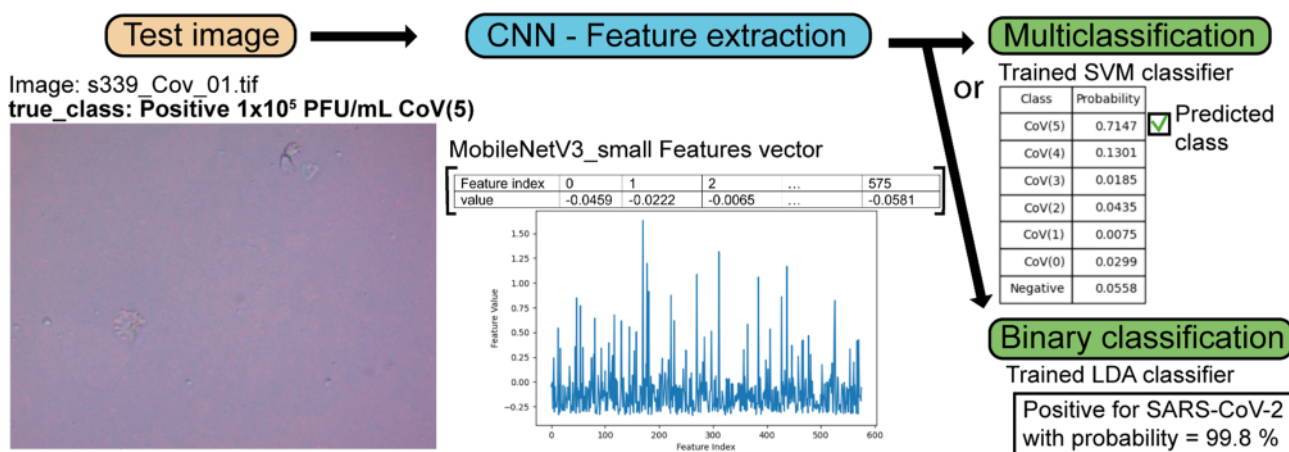 Test image
CNN - Feature extraction
Multiclassification
Image: s339_Cov_01.tif
true_class: Positive 1x10⁵ PFU/mL CoV(5)
or
Trained SVM classifier
Class Probability
CoV(5) 0.7147
CoV(4) 0.1301
CoV(3) 0.0185
CoV(2) 0.0435
CoV(1) 0.0075
CoV(0) 0.0299
Negative 0.0558
Predicted
class
MobileNetV3_small Features vector
Feature index 0 1 2 ... 575
value -0.0459 -0.0222 -0.0065 ... -0.0581
Feature Value
1.50
1.25
1.00
0.75
0.50
0.25
0.00
-0.25
0 100 200 300 400 500 600
Feature Index
Binary classification
Trained LDA classifier
Positive for SARS-CoV-2
with probability = 99.8 %